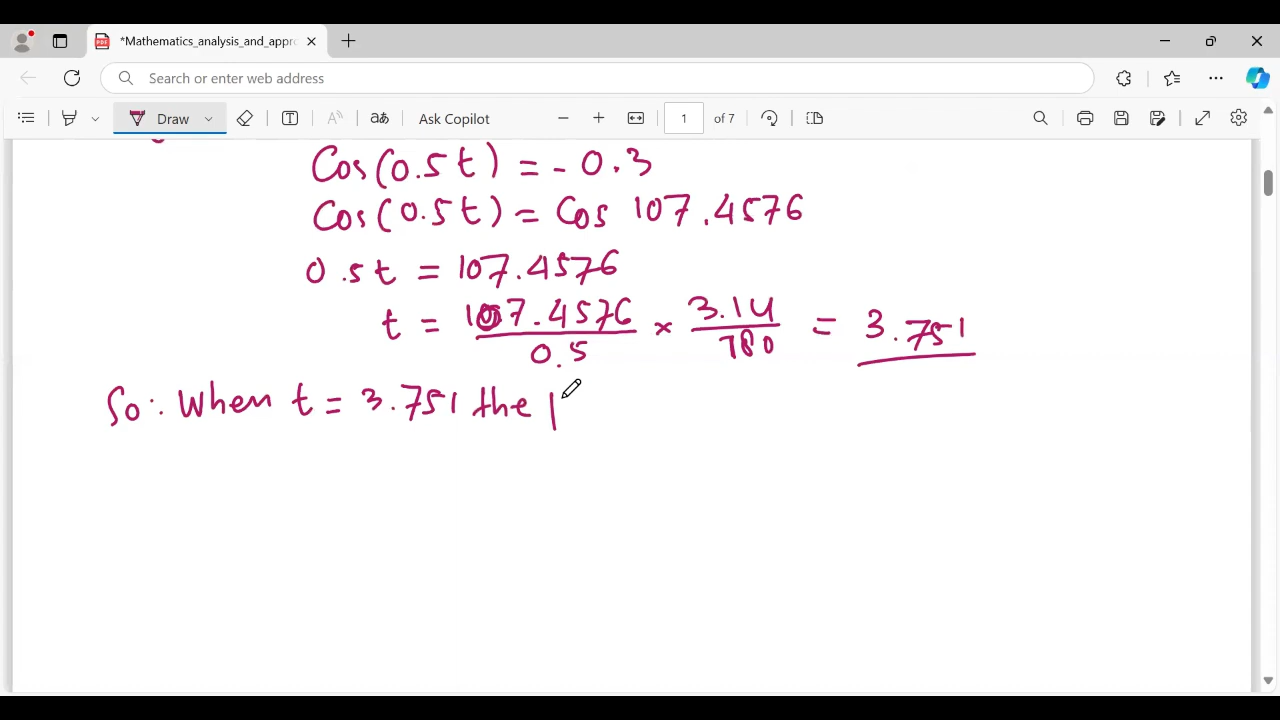 *Mathematics_analysis_and_appr
Search or enter web address
Draw
aあ
Ask Copilot
1 of 7
Cos(0.5t) = -0.3
Cos(0.5t) = Cos 107.4576
0.5t = 107.4576
t = 107.4576/0.5 × 3.14/180 = 3.751
So: When t = 3.751 the